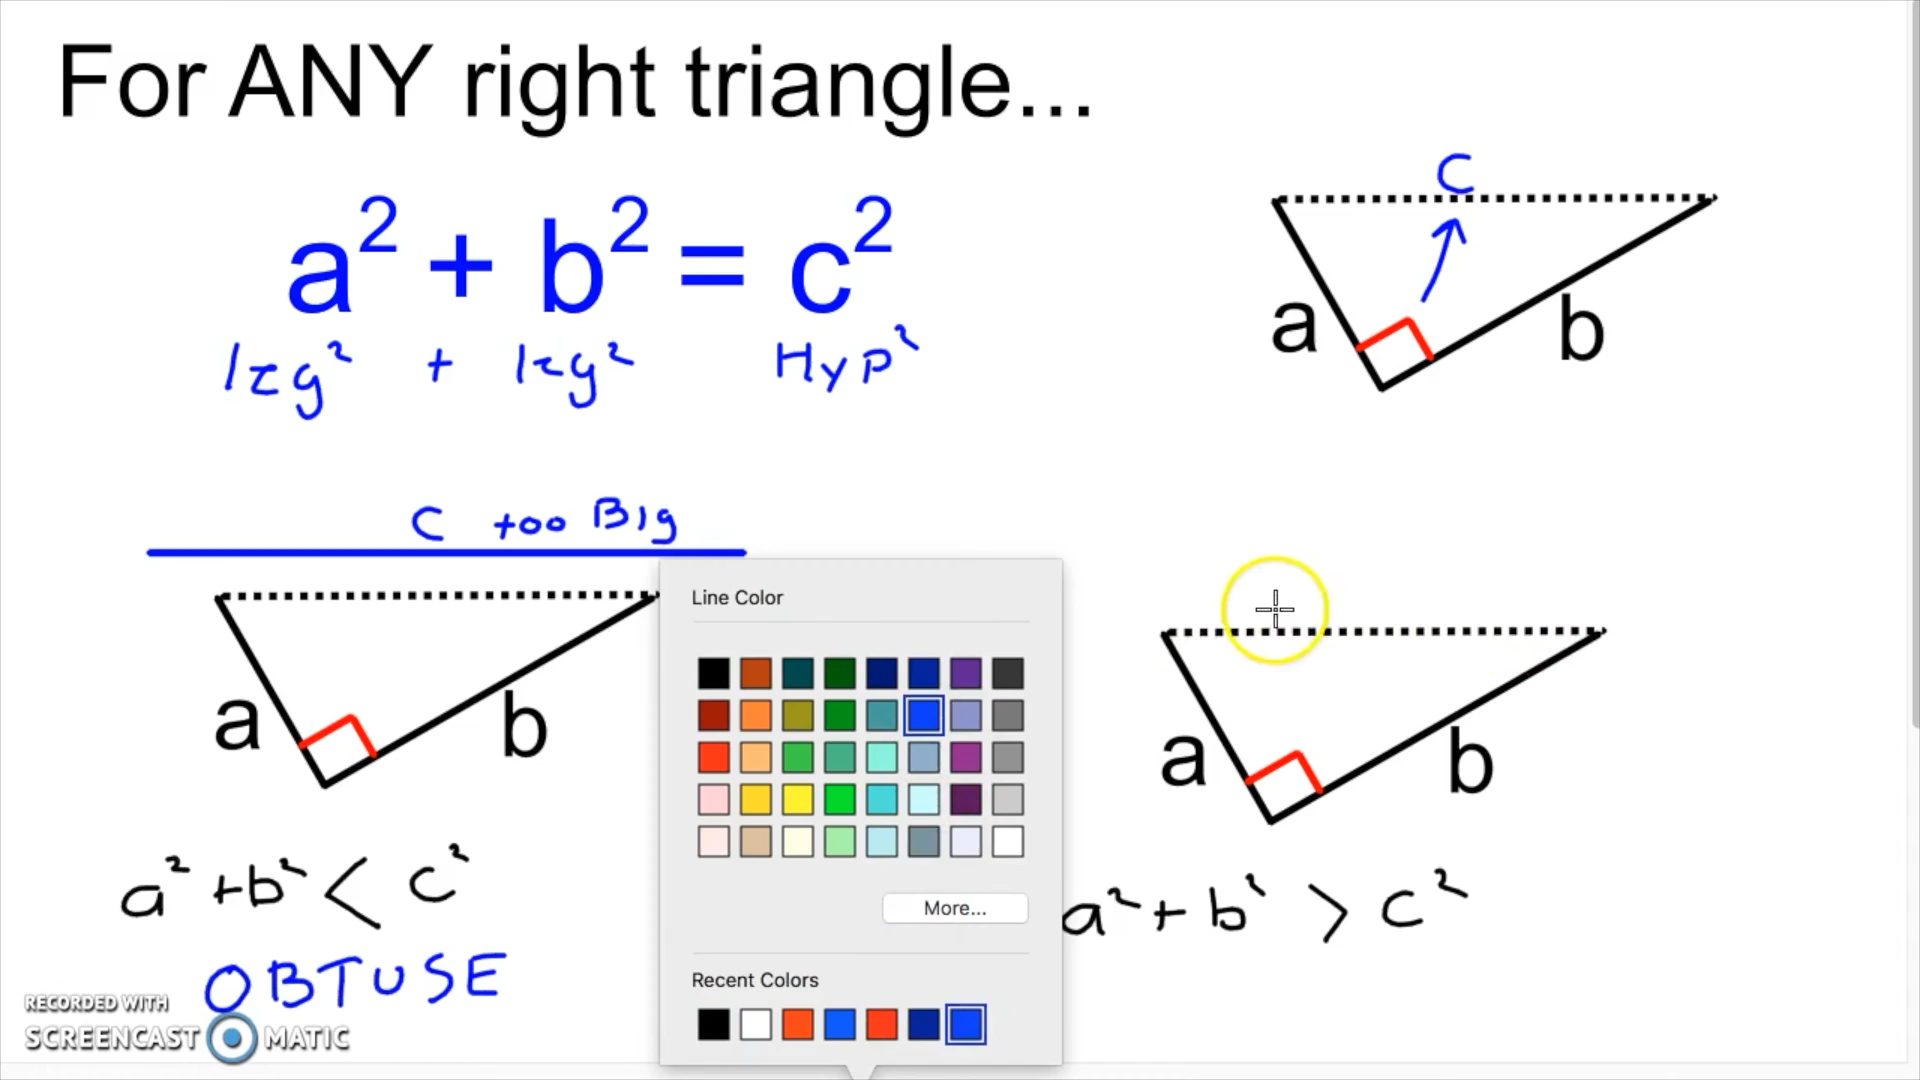 For ANY right triangle...
a² + b² = c²
leg² + leg² Hyp²
c
a
b
C too Big
a
b
a² + b² < c²
OBTUSE
Line Color
More...
Recent Colors
a
b
a² + b² > c²
RECORDED WITH
SCREENCAST MATIC